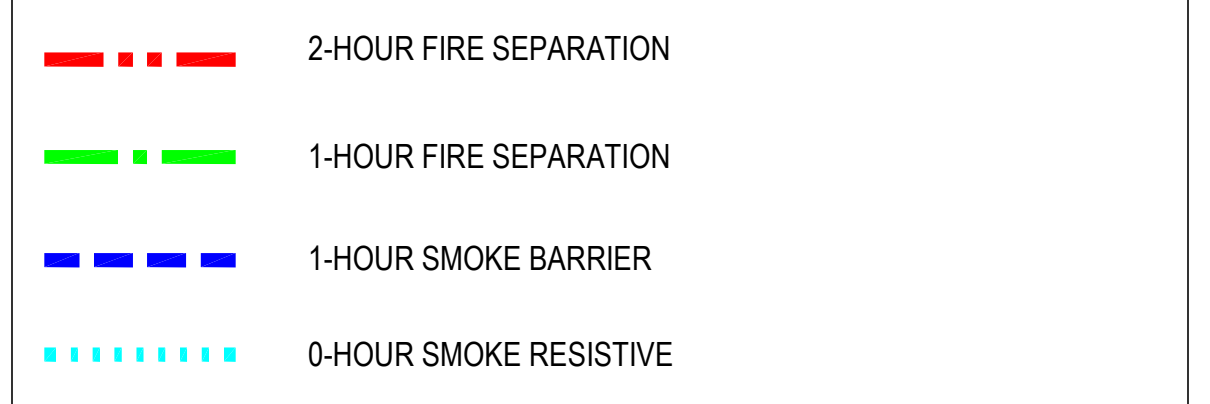 2-HOUR FIRE SEPARATION
1-HOUR FIRE SEPARATION
1-HOUR SMOKE BARRIER
0-HOUR SMOKE RESISTIVE